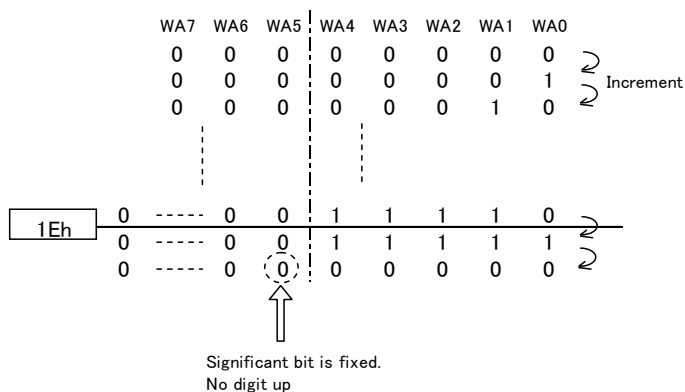 WA7 WA6 WA5 WA4 WA3 WA2 WA1 WA0
0 0 0 0 0 0 0 0
0 0 0 0 0 0 0 1
Increment
0 0 0 0 0 0 1 0
0 ----- 0 0 1 1 1 1 0
1Eh
0 ----- 0 0 1 1 1 1 1
0 ----- 0 0 0 0 0 0 0
Significant bit is fixed.
No digit up